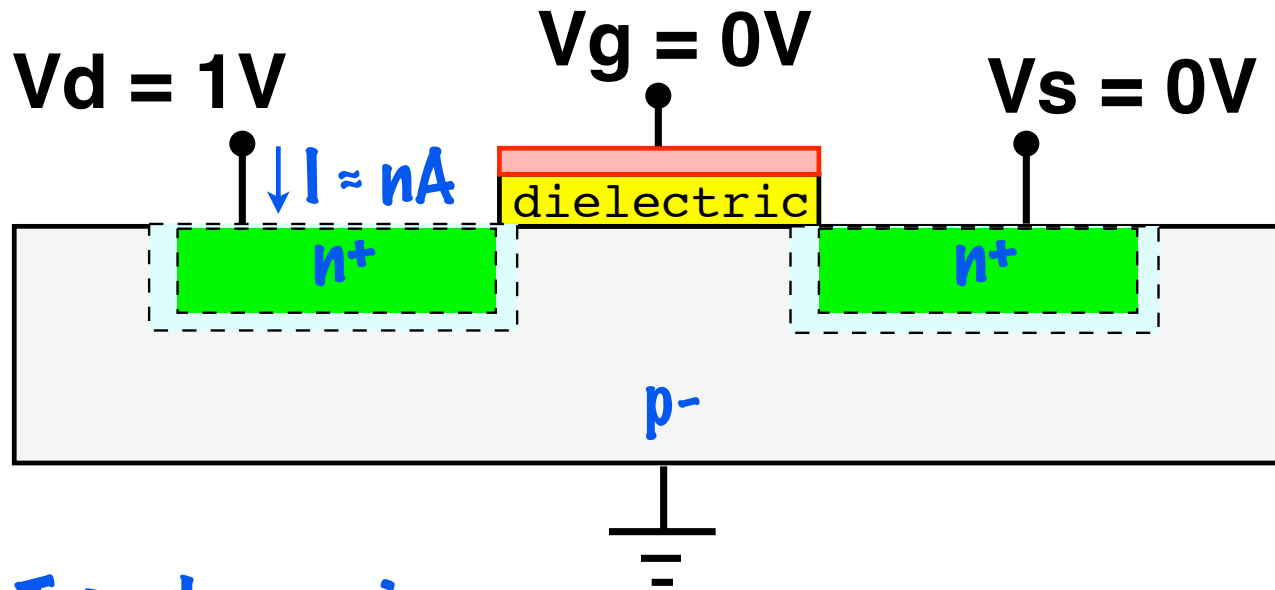 Vd = 1V
Vg = 0V
Vs = 0V
I ≈ nA
dielectric
n+
n+
p-